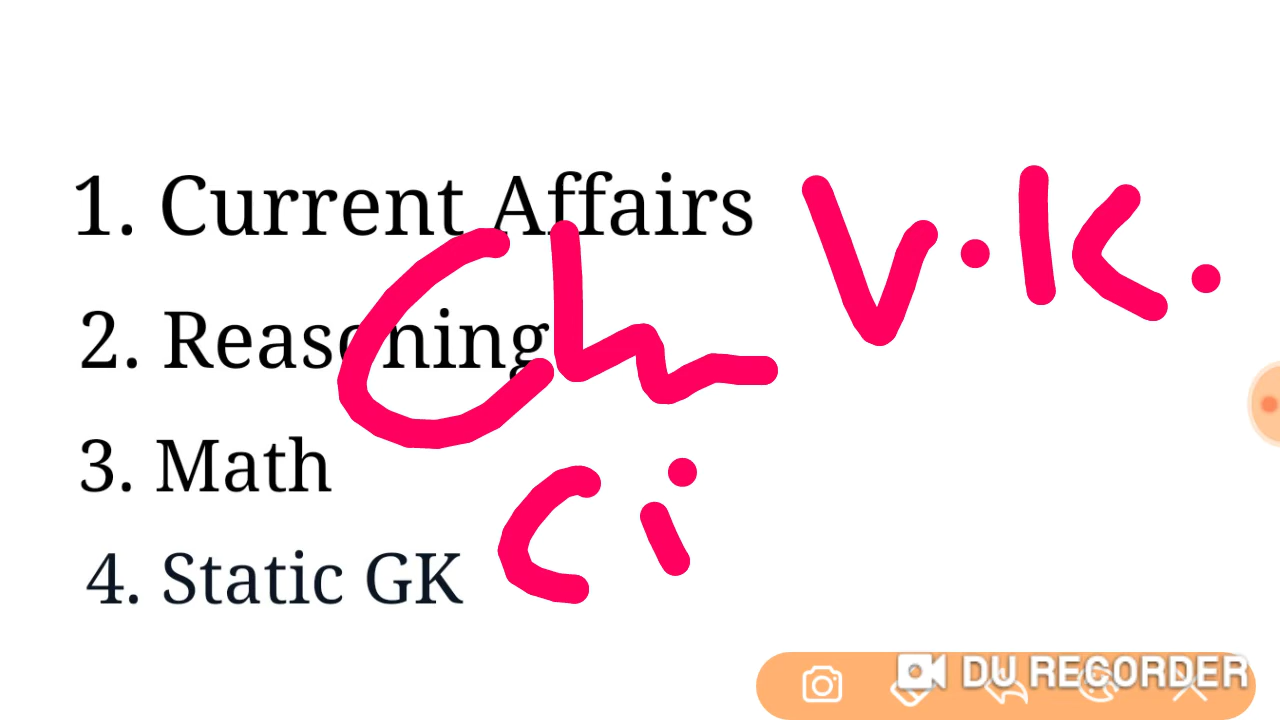 1. Current Affairs V.K.
2. Reasoning Ch
3. Math
Ci
4. Static GK
DU RECORDER